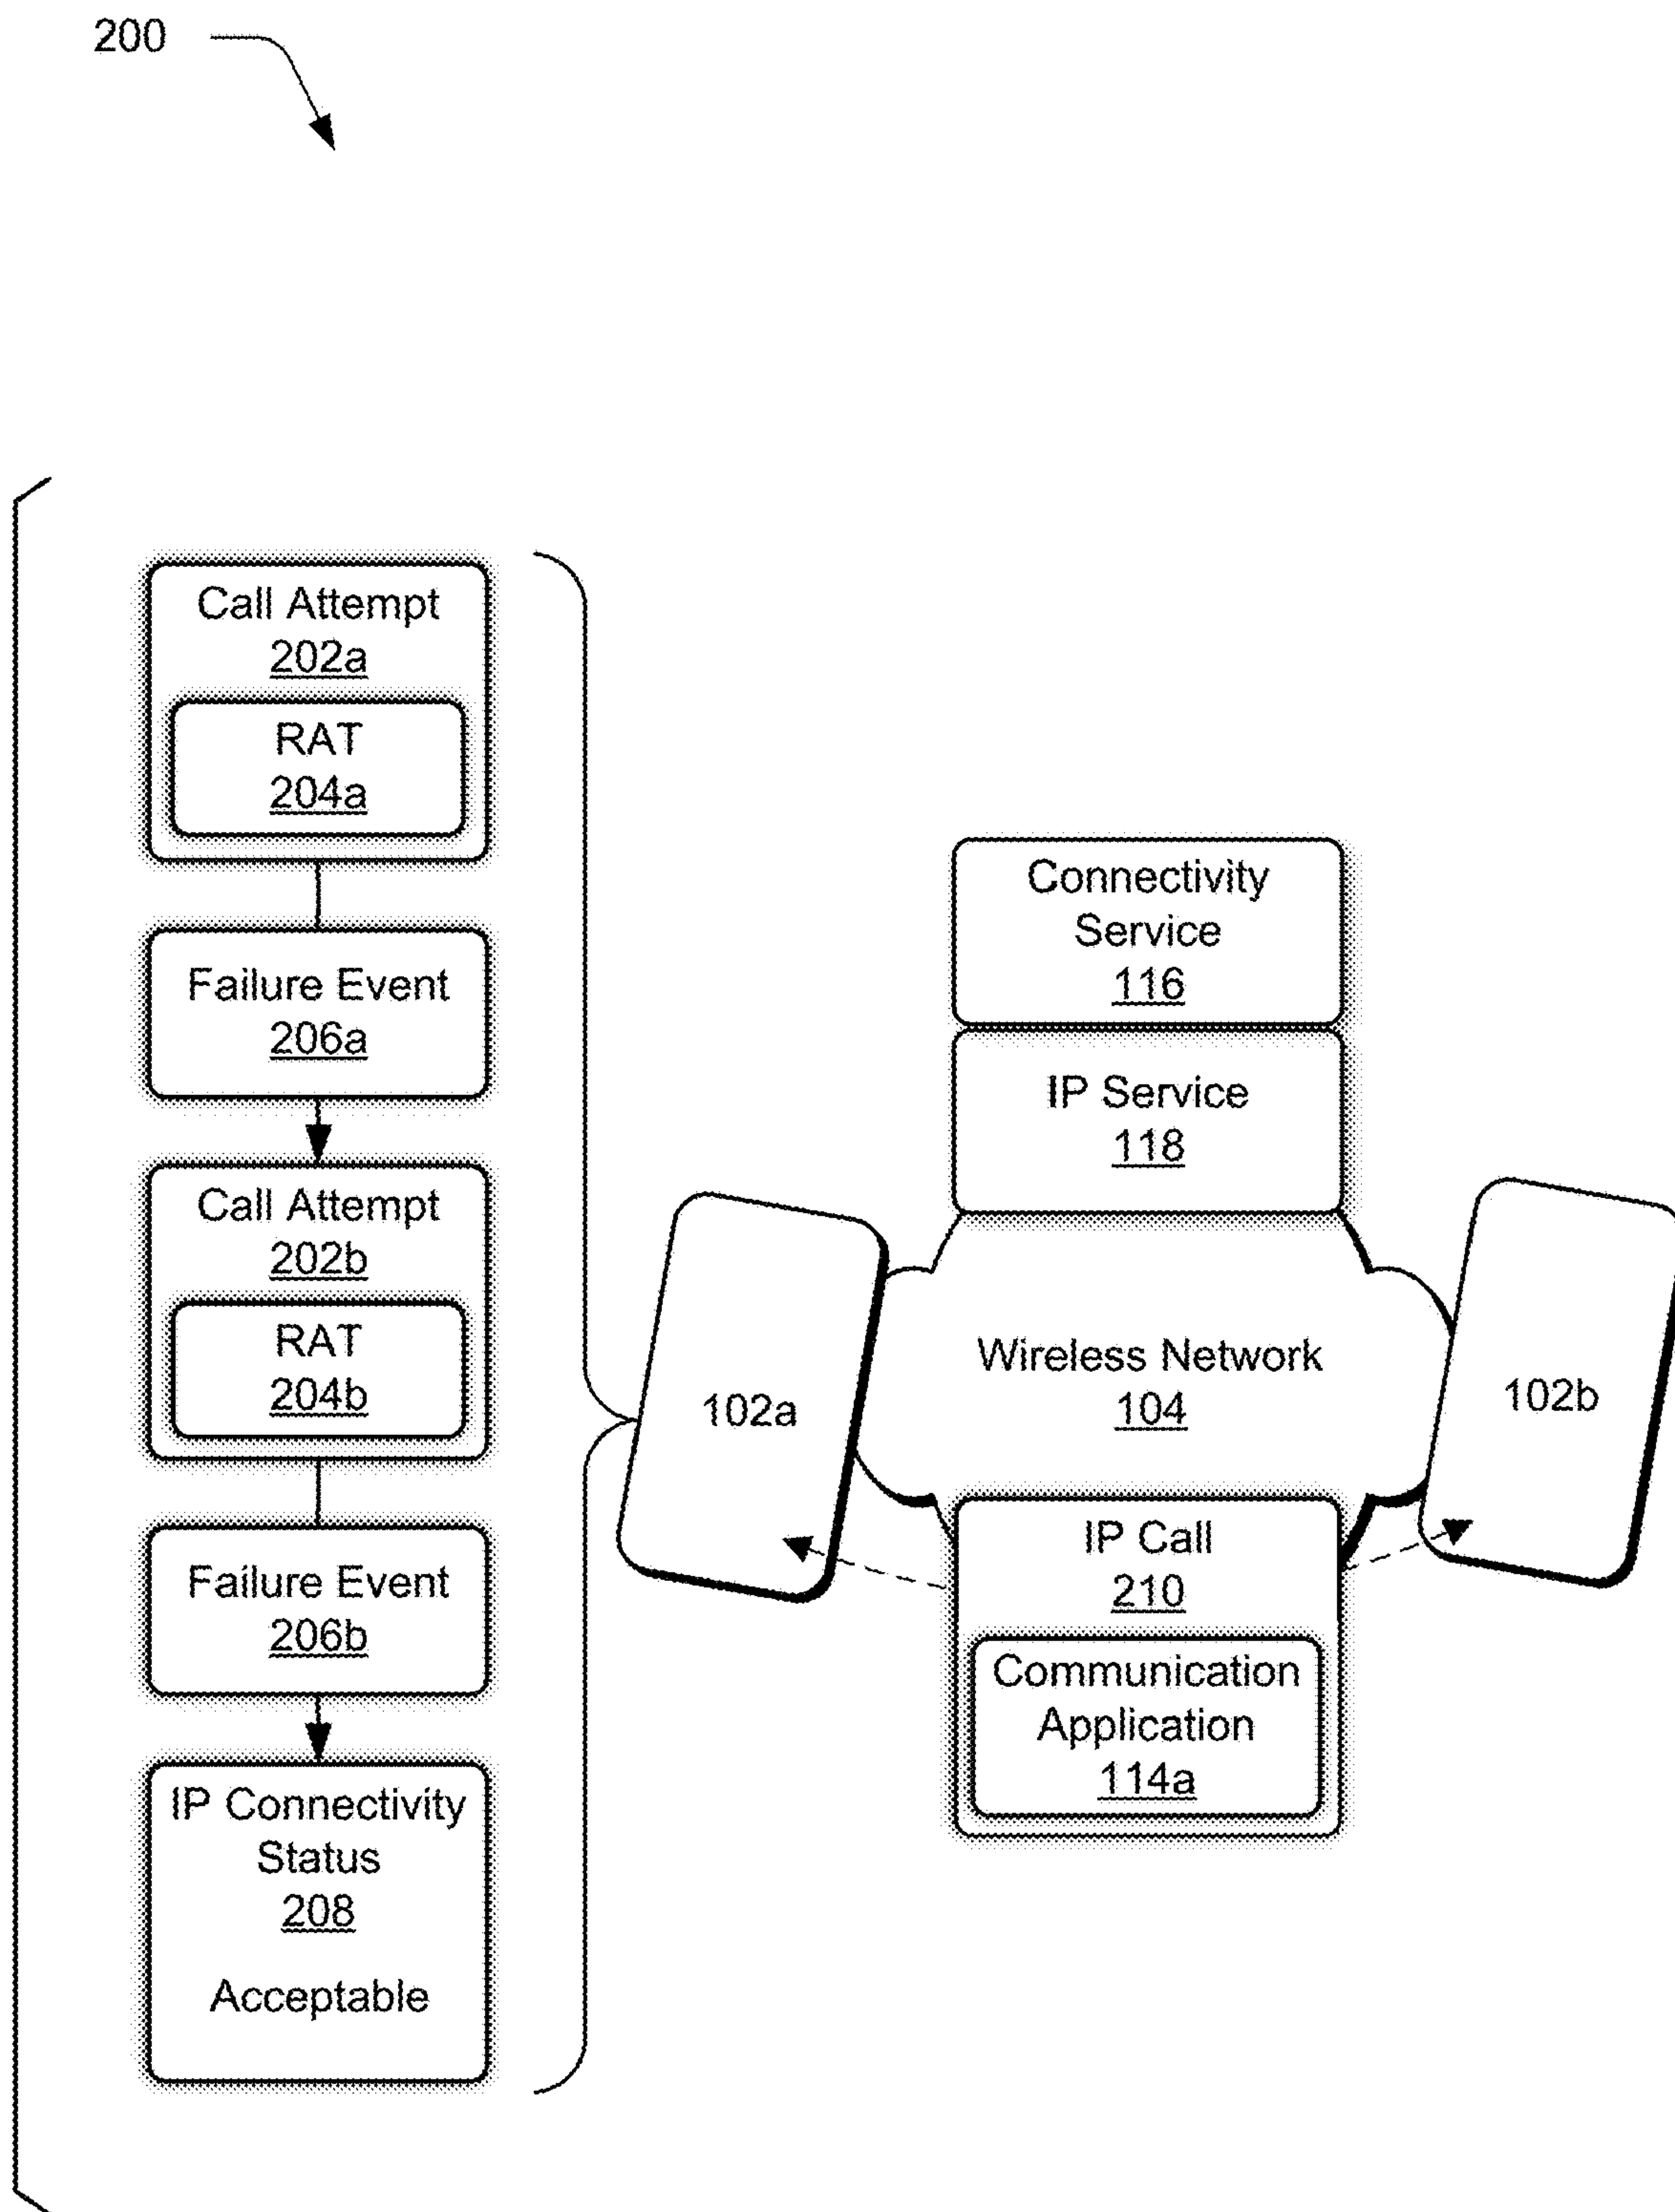 200
Call Attempt
202a
RAT
204a
Failure Event
206a
Call Attempt
202b
RAT
204b
Failure Event
206b
IP Connectivity
Status
208
Acceptable
Connectivity
Service
116
IP Service
118
102a
Wireless Network
104
102b
IP Call
210
Communication
Application
114a